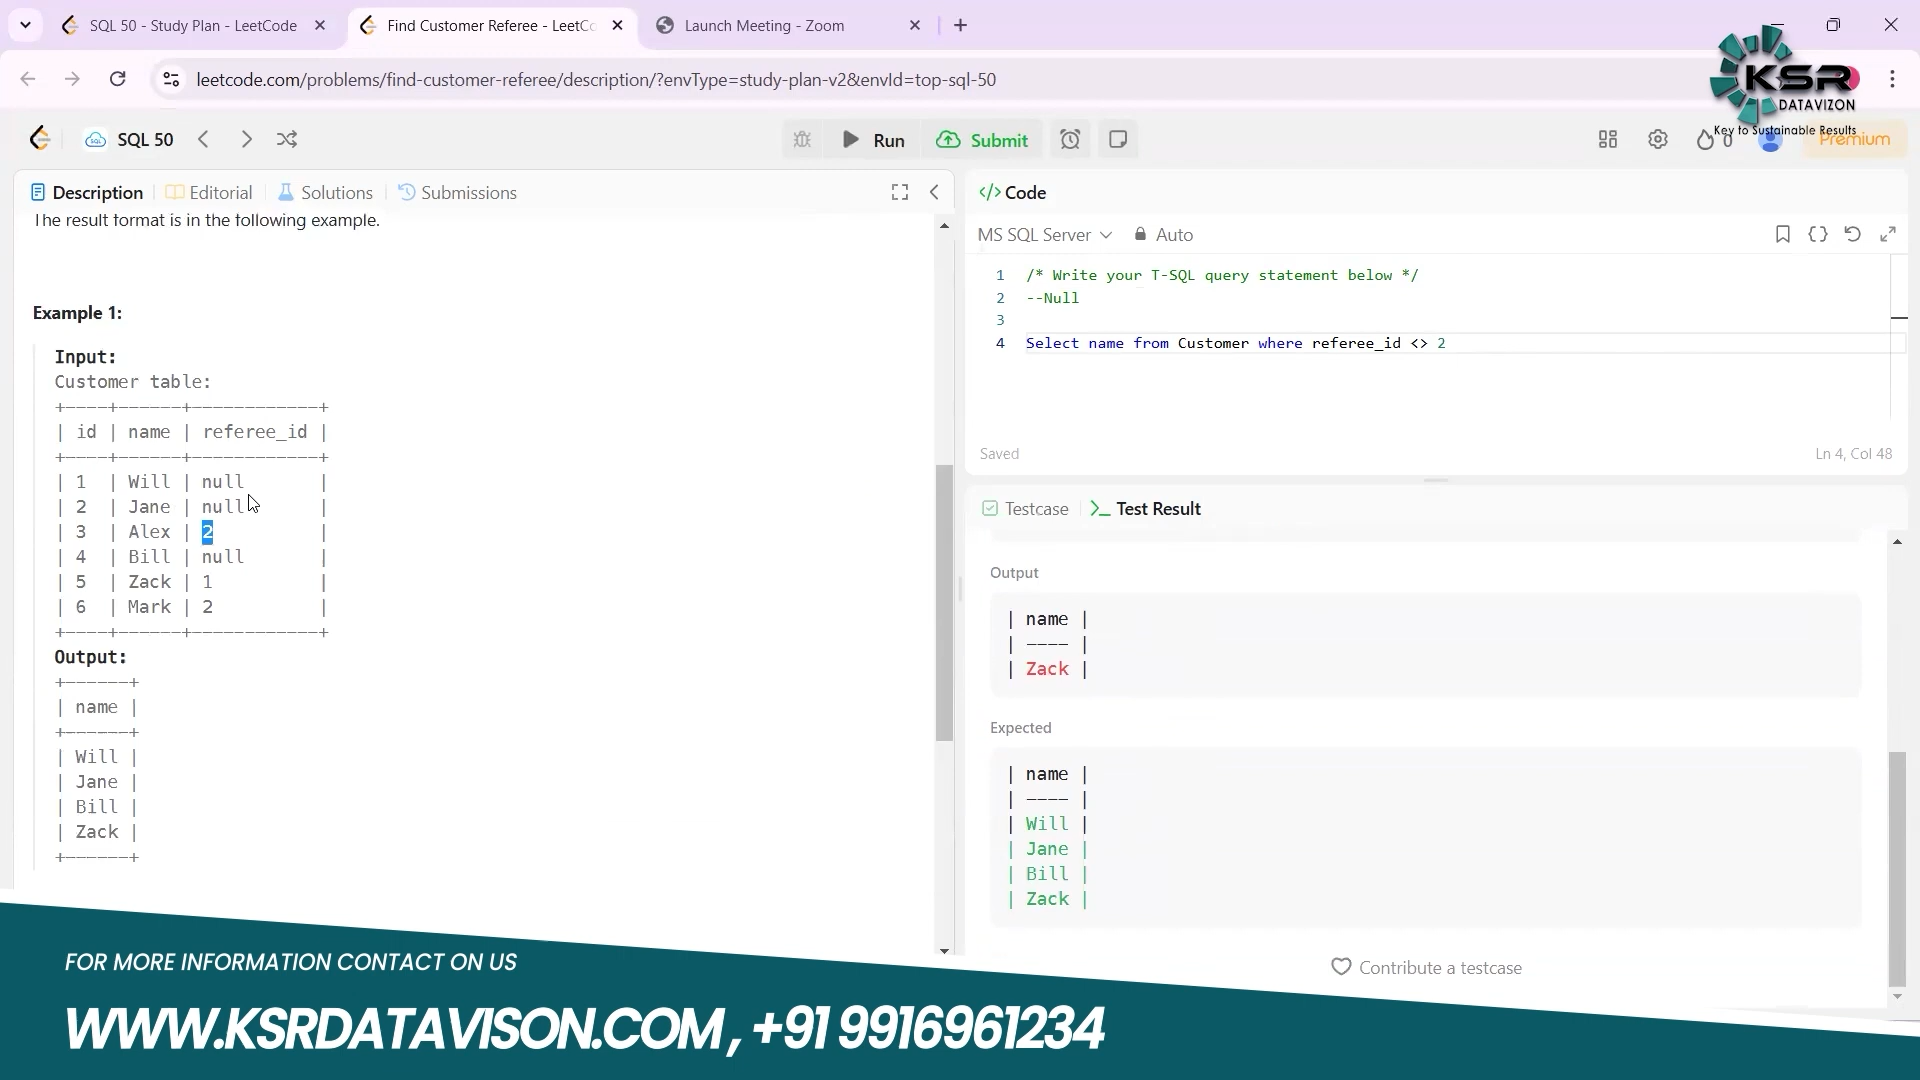 SQL 50 - Study Plan - LeetCode
Find Customer Referee - LeetCo
Launch Meeting - Zoom
leetcode.com/problems/find-customer-referee/description/?envType=study-plan-v2&envId=top-sql-50
KSR
DATAVIZON
Key to Sustainable Results
SQL 50
Run
Submit
0
Premium
Description
Editorial
Solutions
Submissions
The result format is in the following example.
Example 1:
Input:
Customer table:
+----+------+------------+
| id | name | referee_id |
+----+------+------------+
| 1 | Will | null |
| 2 | Jane | null |
| 3 | Alex | 2 |
| 4 | Bill | null |
| 5 | Zack | 1 |
| 6 | Mark | 2 |
+----+------+------------+
Output:
+------+
| name |
+------+
| Will |
| Jane |
| Bill |
| Zack |
+------+
</> Code
MS SQL Server
Auto
1 /* Write your T-SQL query statement below */
2 --Null
3
4 Select name from Customer where referee_id <> 2
Saved
Ln 4, Col 48
Testcase
Test Result
Output
| name |
| ---- |
| Zack |
Expected
| name |
| ---- |
| Will |
| Jane |
| Bill |
| Zack |
Contribute a testcase
FOR MORE INFORMATION CONTACT ON US
WWW.KSRDATAVISON.COM , +91 9916961234